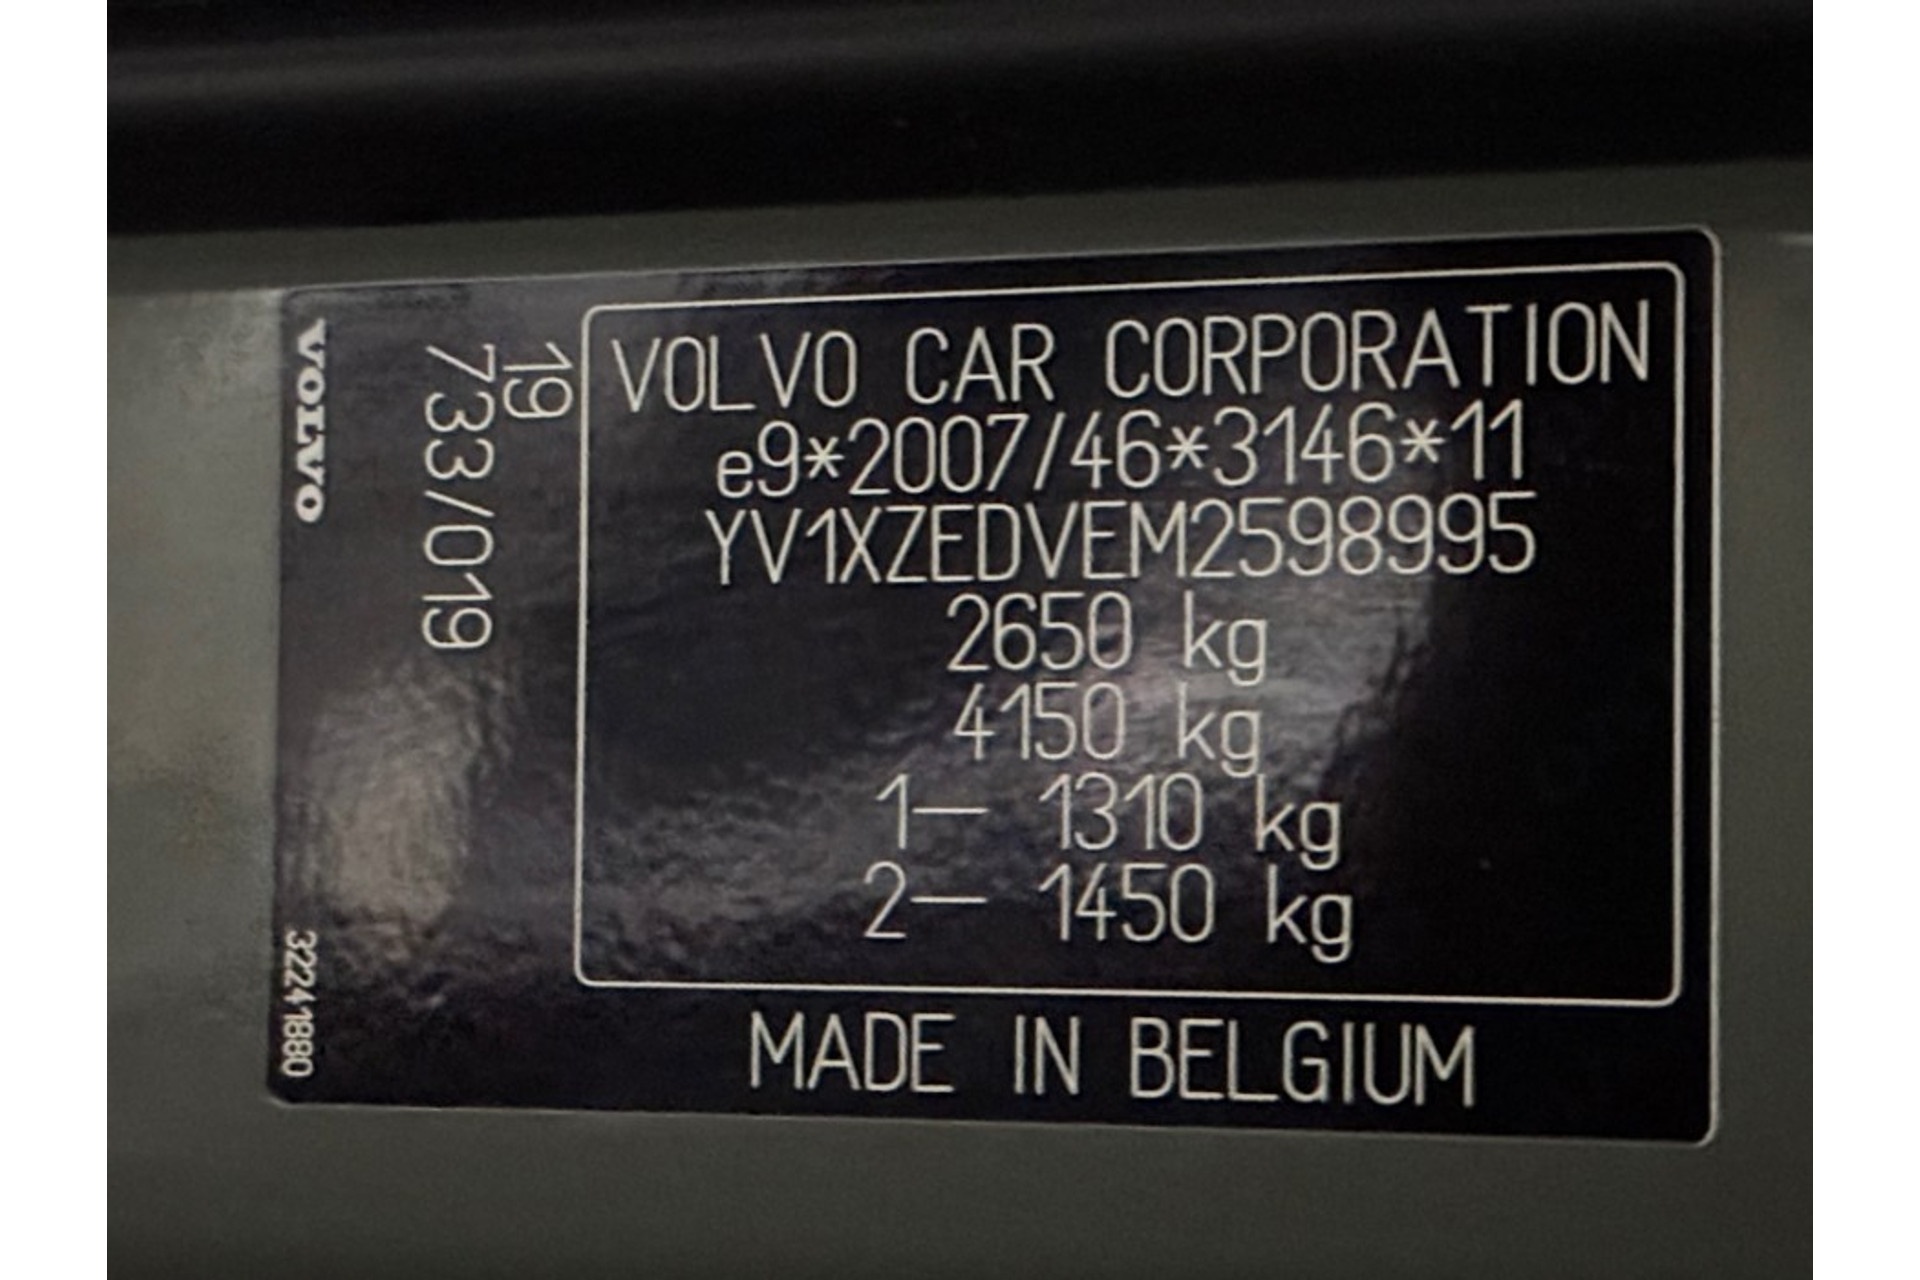 VOLVO
19
733/019
32241880
VOLVO CAR CORPORATION
e9*2007/46*3146*11
YV1XZEDVEM2598995
2650 kg
4150 kg
1— 1310 kg
2— 1450 kg
MADE IN BELGIUM